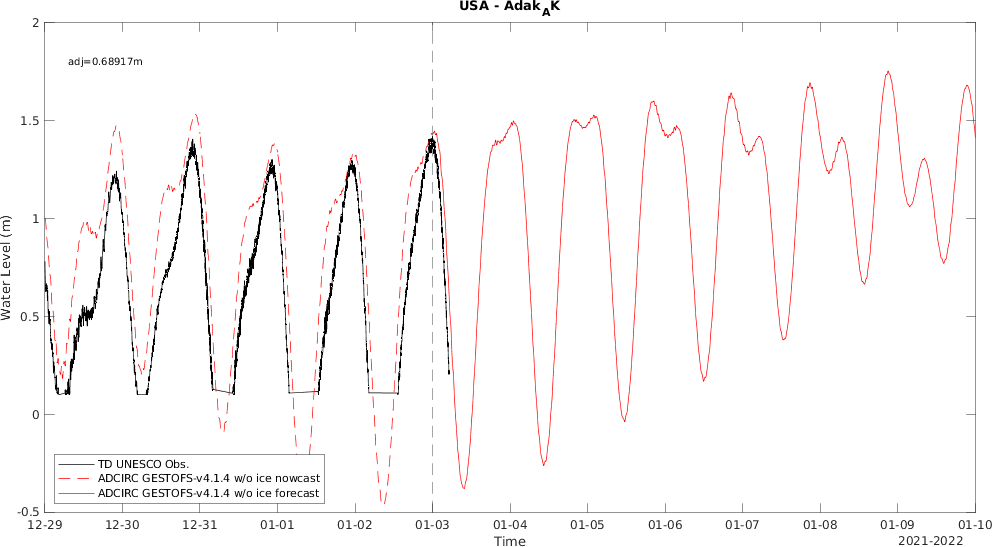 USA - Adak AK
2
adj=0.68917m
1.5
1
0.5
0
-0.5
Water Level (m)
TD UNESCO Obs.
ADCIRC GESTOFS-v4.1.4 w/o ice nowcast
ADCIRC GESTOFS-v4.1.4 w/o ice forecast
12-29 12-30 12-31 01-01 01-02 01-03 01-04 01-05 01-06 01-07 01-08 01-09 01-10
Time
2021-2022